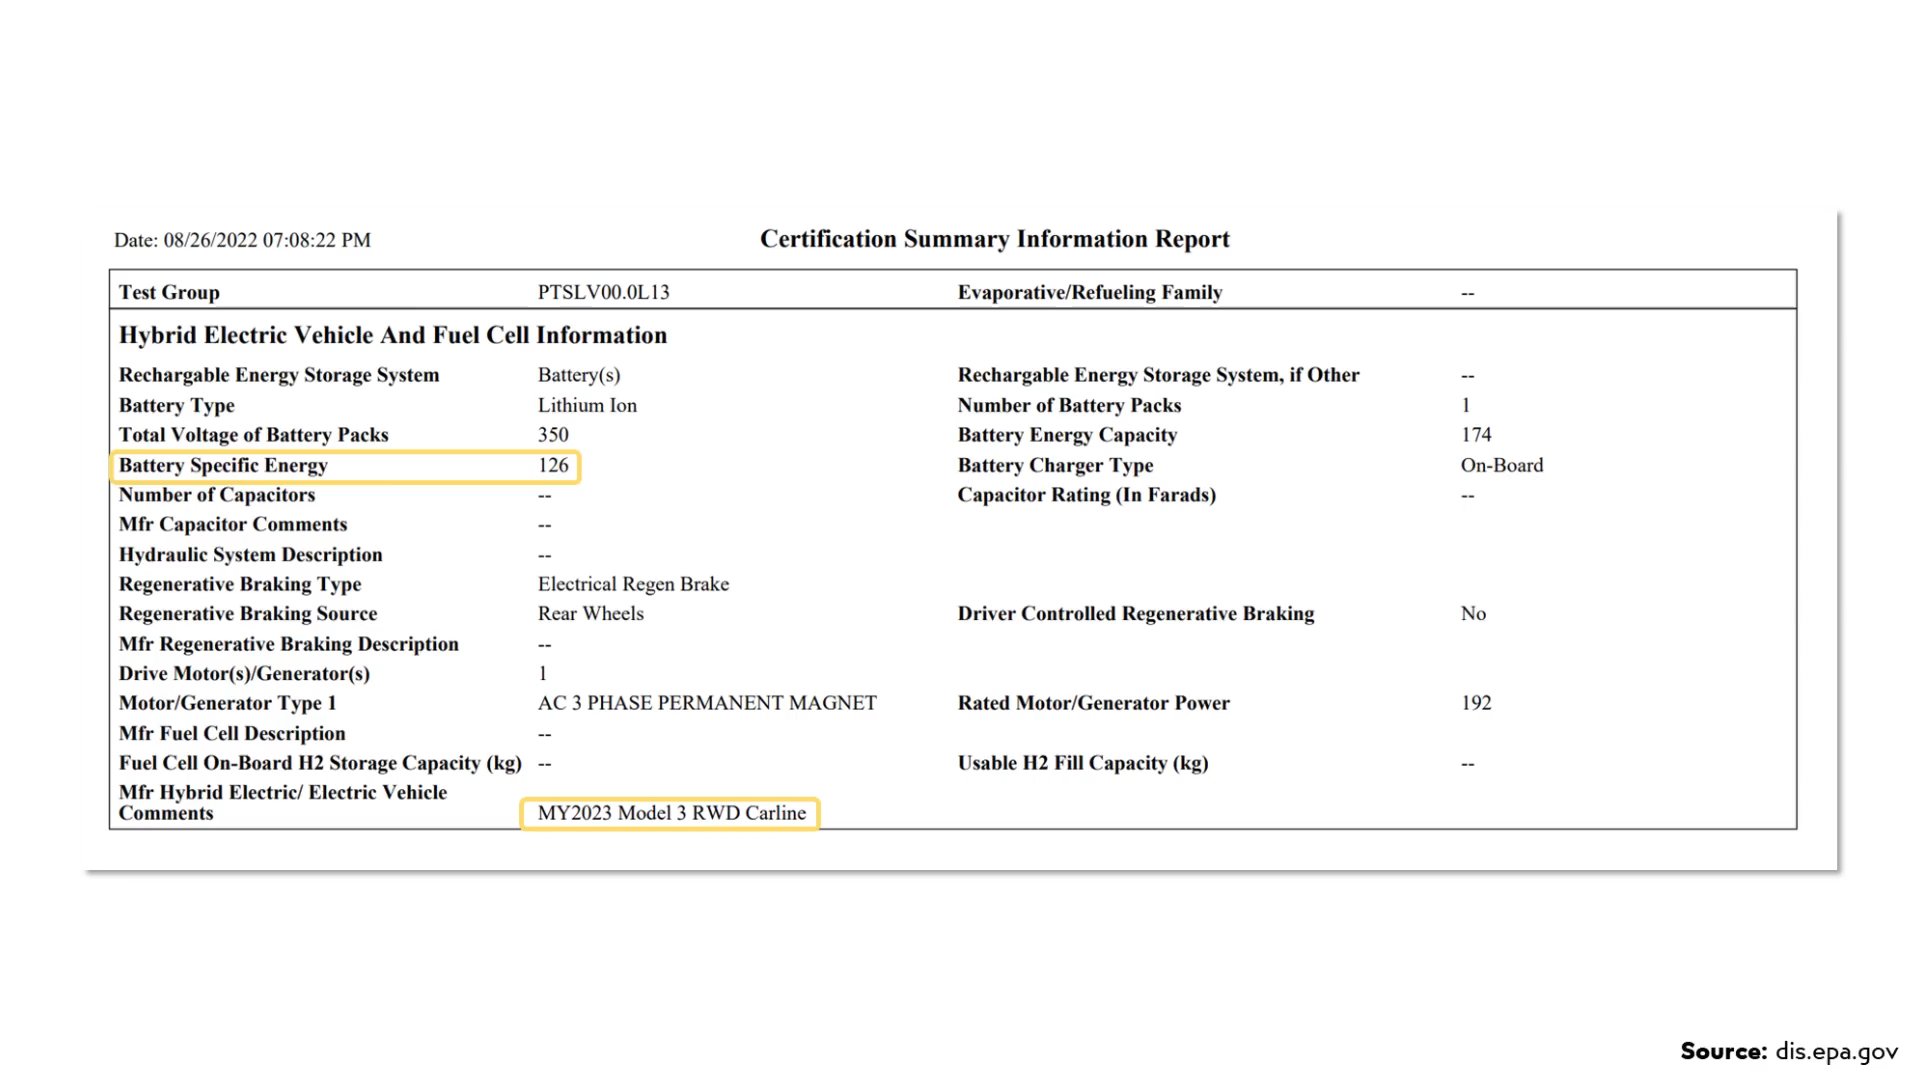 Date: 08/26/2022 07:08:22 PM Certification Summary Information Report
Test Group PTSLV00.0L13 Evaporative/Refueling Family --
Hybrid Electric Vehicle And Fuel Cell Information
Rechargable Energy Storage System Battery(s) Rechargable Energy Storage System, if Other --
Battery Type Lithium Ion Number of Battery Packs 1
Total Voltage of Battery Packs 350 Battery Energy Capacity 174
Battery Specific Energy 126 Battery Charger Type On-Board
Number of Capacitors -- Capacitor Rating (In Farads) --
Mfr Capacitor Comments --
Hydraulic System Description --
Regenerative Braking Type Electrical Regen Brake
Regenerative Braking Source Rear Wheels Driver Controlled Regenerative Braking No
Mfr Regenerative Braking Description --
Drive Motor(s)/Generator(s) 1
Motor/Generator Type 1 AC 3 PHASE PERMANENT MAGNET Rated Motor/Generator Power 192
Mfr Fuel Cell Description --
Fuel Cell On-Board H2 Storage Capacity (kg) -- Usable H2 Fill Capacity (kg) --
Mfr Hybrid Electric/ Electric Vehicle
Comments MY2023 Model 3 RWD Carline
Source: dis.epa.gov